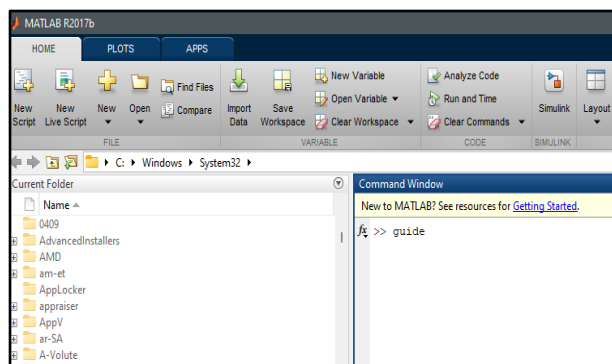 MATLAB R2017b
HOME PLOTS APPS
New Script
New Live Script
New
Open
Find Files
Compare
Import Data
Save Workspace
New Variable
Open Variable
Clear Workspace
Analyze Code
Run and Time
Clear Commands
Simulink
Layout
FILE VARIABLE CODE SIMULINK
C: Windows System32
Current Folder
Name
0409
AdvancedInstallers
AMD
am-et
AppLocker
appraiser
AppV
ar-SA
A-Volute
Command Window
New to MATLAB? See resources for Getting Started.
fx >> guide